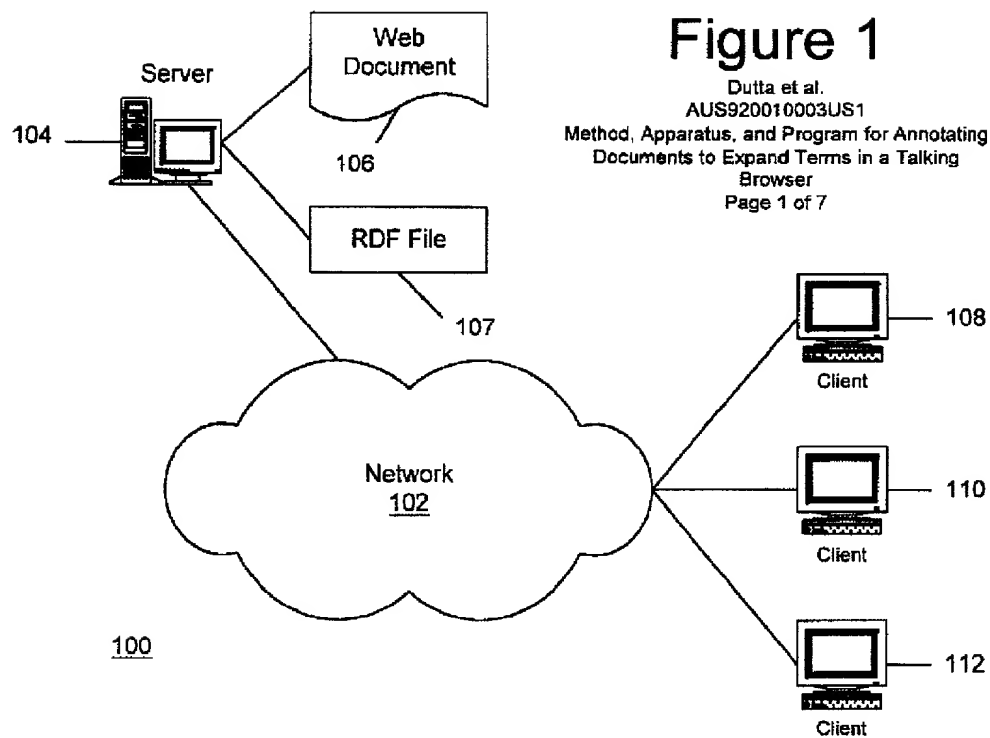 Figure 1
Dutta et al.
AUS920010003US1
Method, Apparatus, and Program for Annotating
Documents to Expand Terms in a Talking
Browser
Page 1 of 7
Web
Document
Server
104
106
RDF File
107
108
Client
Network
102
110
Client
100
112
Client